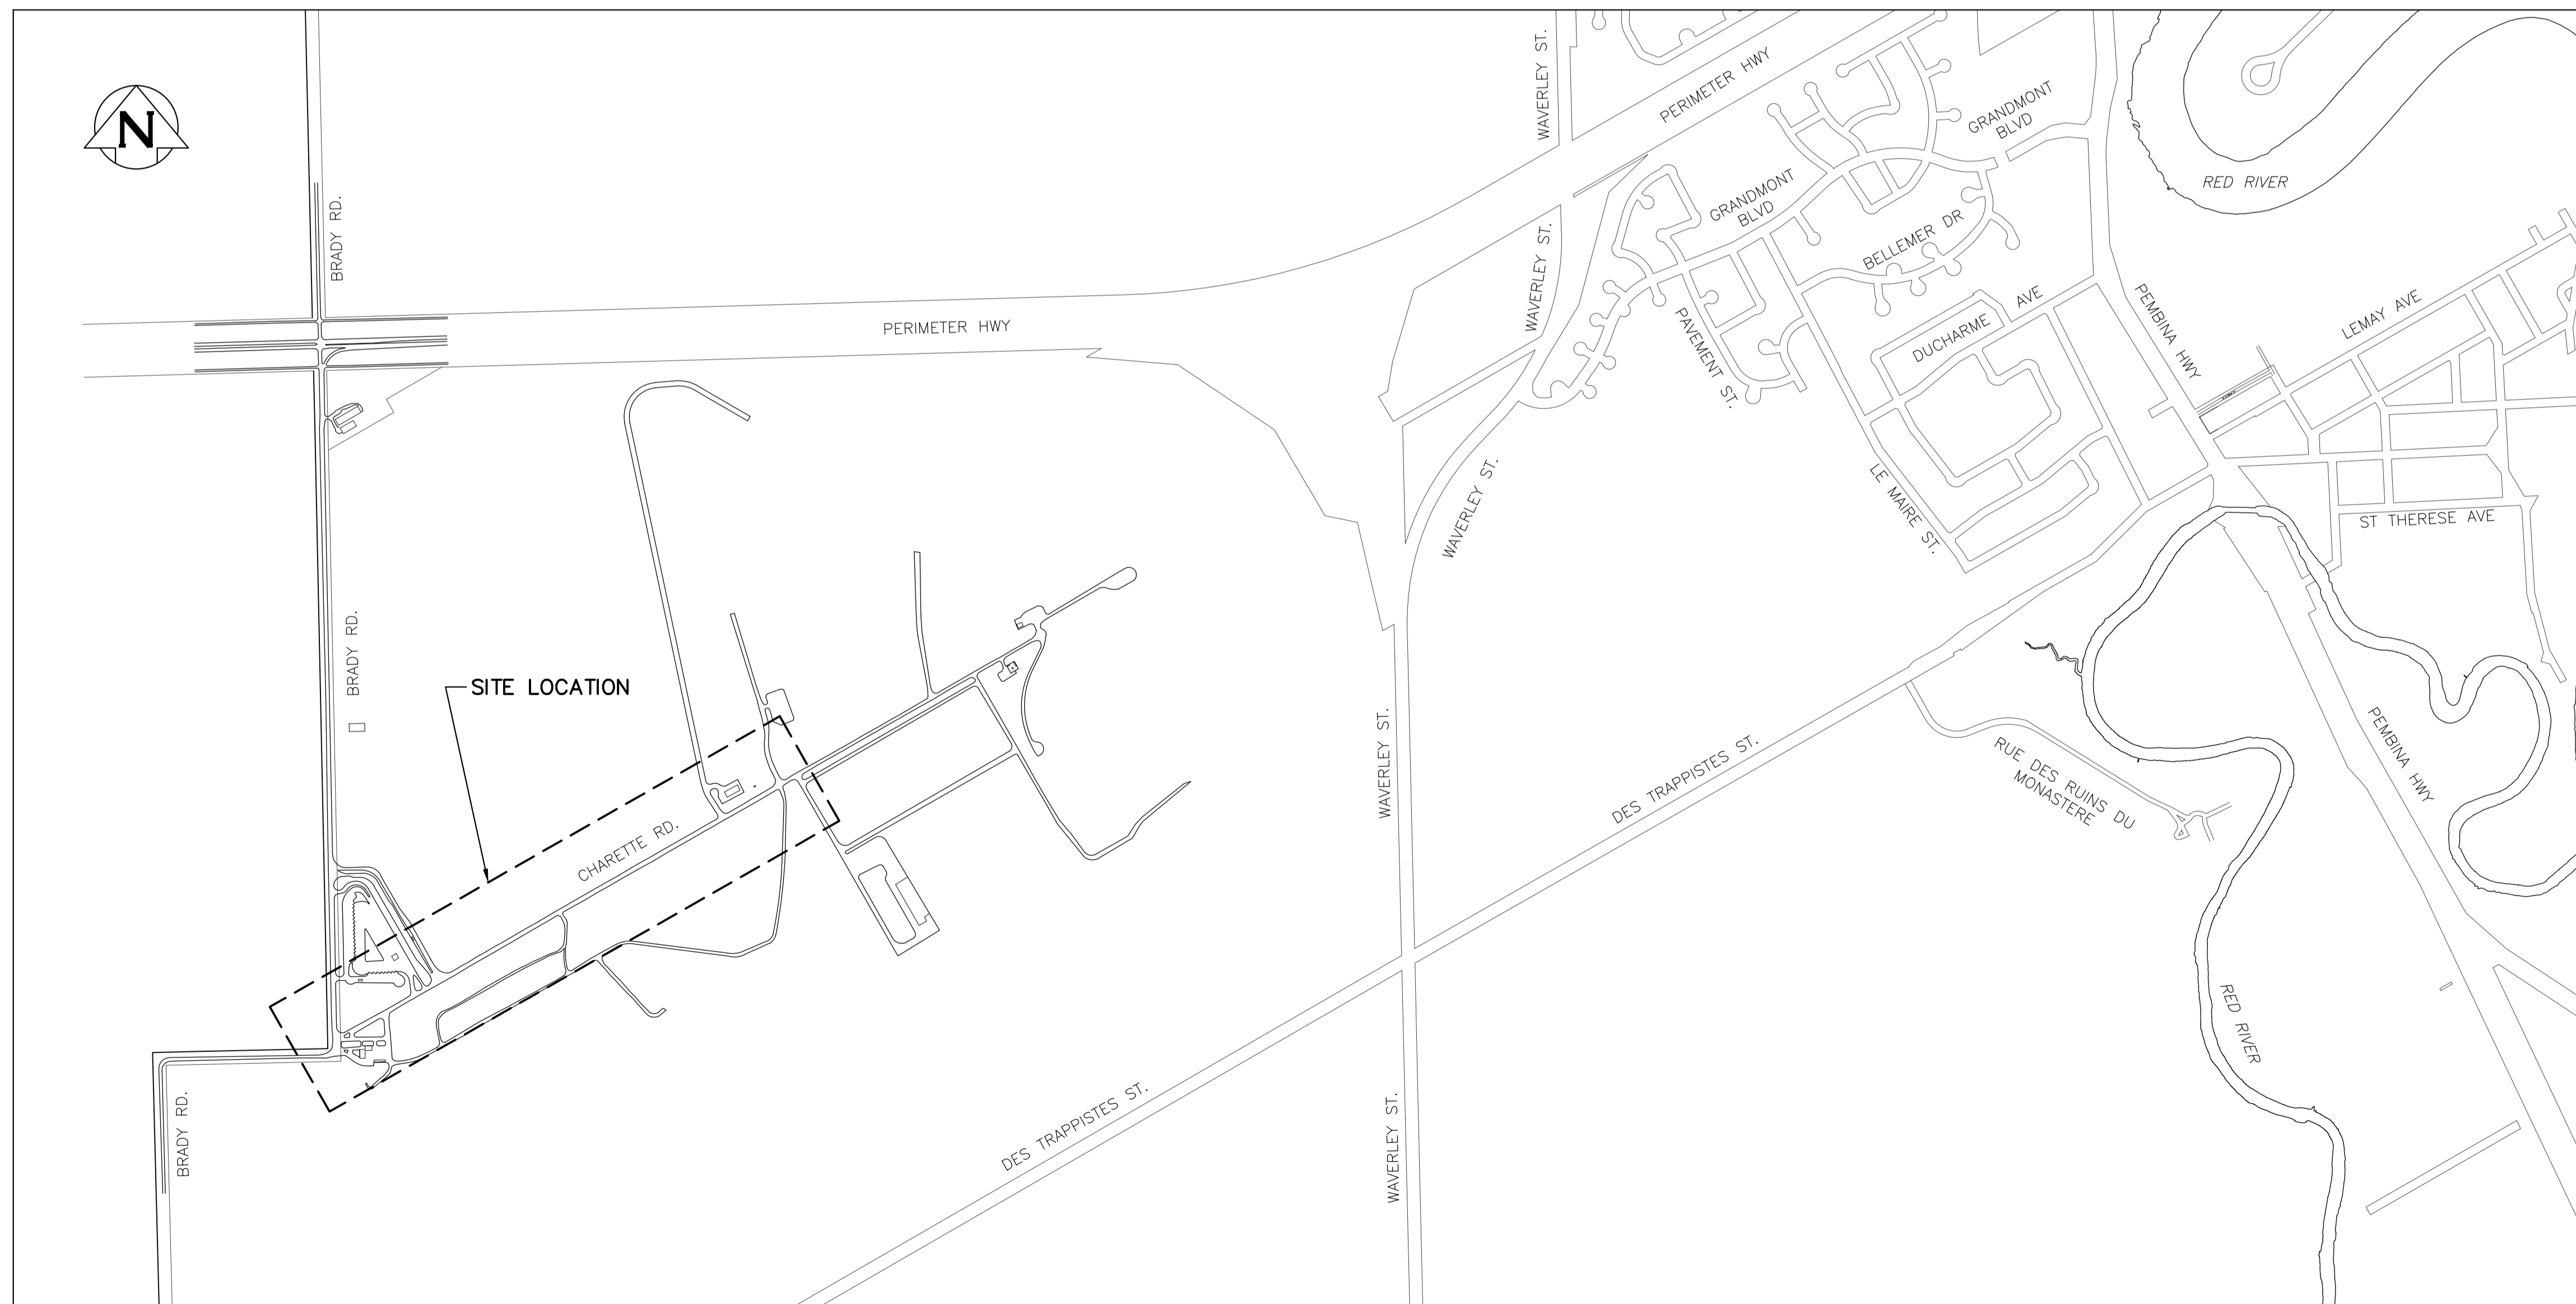 N
WAVERLEY ST.
PERIMETER HWY
GRANDMONT
BLVD
RED RIVER
BRADY RD.
GRANDMONT
BLVD
BELLEMER DR
WAVERLEY ST.
PERIMETER HWY
PAVEMENT ST.
DUCHARME AVE
PEMBINA HWY
LEMAY AVE
WAVERLEY ST.
LE MAIRE ST.
ST THERESE AVE
BRADY RD.
SITE LOCATION
CHARETTE RD.
WAVERLEY ST.
DES TRAPPISTES ST.
RUE DES RUINS DU
MONASTERE
PEMBINA HWY
RED RIVER
BRADY RD.
DES TRAPPISTES ST.
WAVERLEY ST.